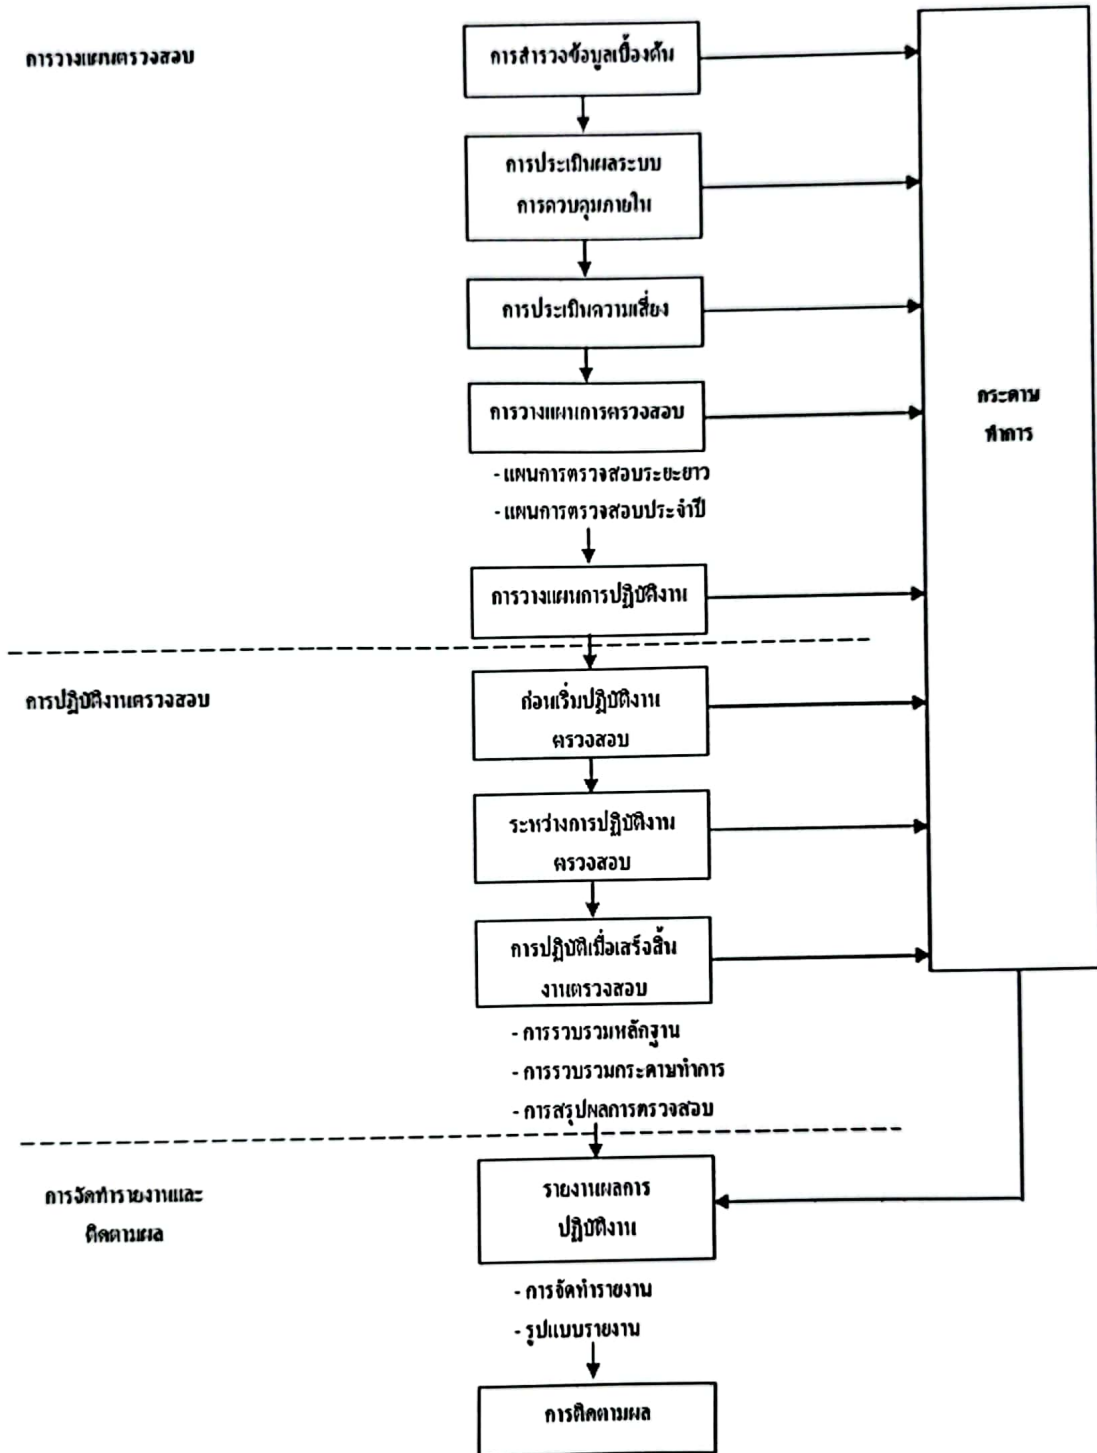 การวางแผนตรวจสอบ
การสำรวจข้อมูลเบื้องต้น
การประเมินผลระบบ
การควบคุมภายใน
การประเมินความเสี่ยง
การวางแผนการตรวจสอบ
- แผนการตรวจสอบระยะยาว
- แผนการตรวจสอบประจำปี
การวางแผนการปฏิบัติงาน
กระดาษ
ทำการ
การปฏิบัติงานตรวจสอบ
ก่อนเริ่มปฏิบัติงาน
ตรวจสอบ
ระหว่างการปฏิบัติงาน
ตรวจสอบ
การปฏิบัติเมื่อเสร็จสิ้น
งานตรวจสอบ
- การรวบรวมหลักฐาน
- การรวบรวมกระดาษทำการ
- การสรุปผลการตรวจสอบ
การจัดทำรายงานและ
ติดตามผล
รายงานผลการ
ปฏิบัติงาน
- การจัดทำรายงาน
- รูปแบบรายงาน
การติดตามผล